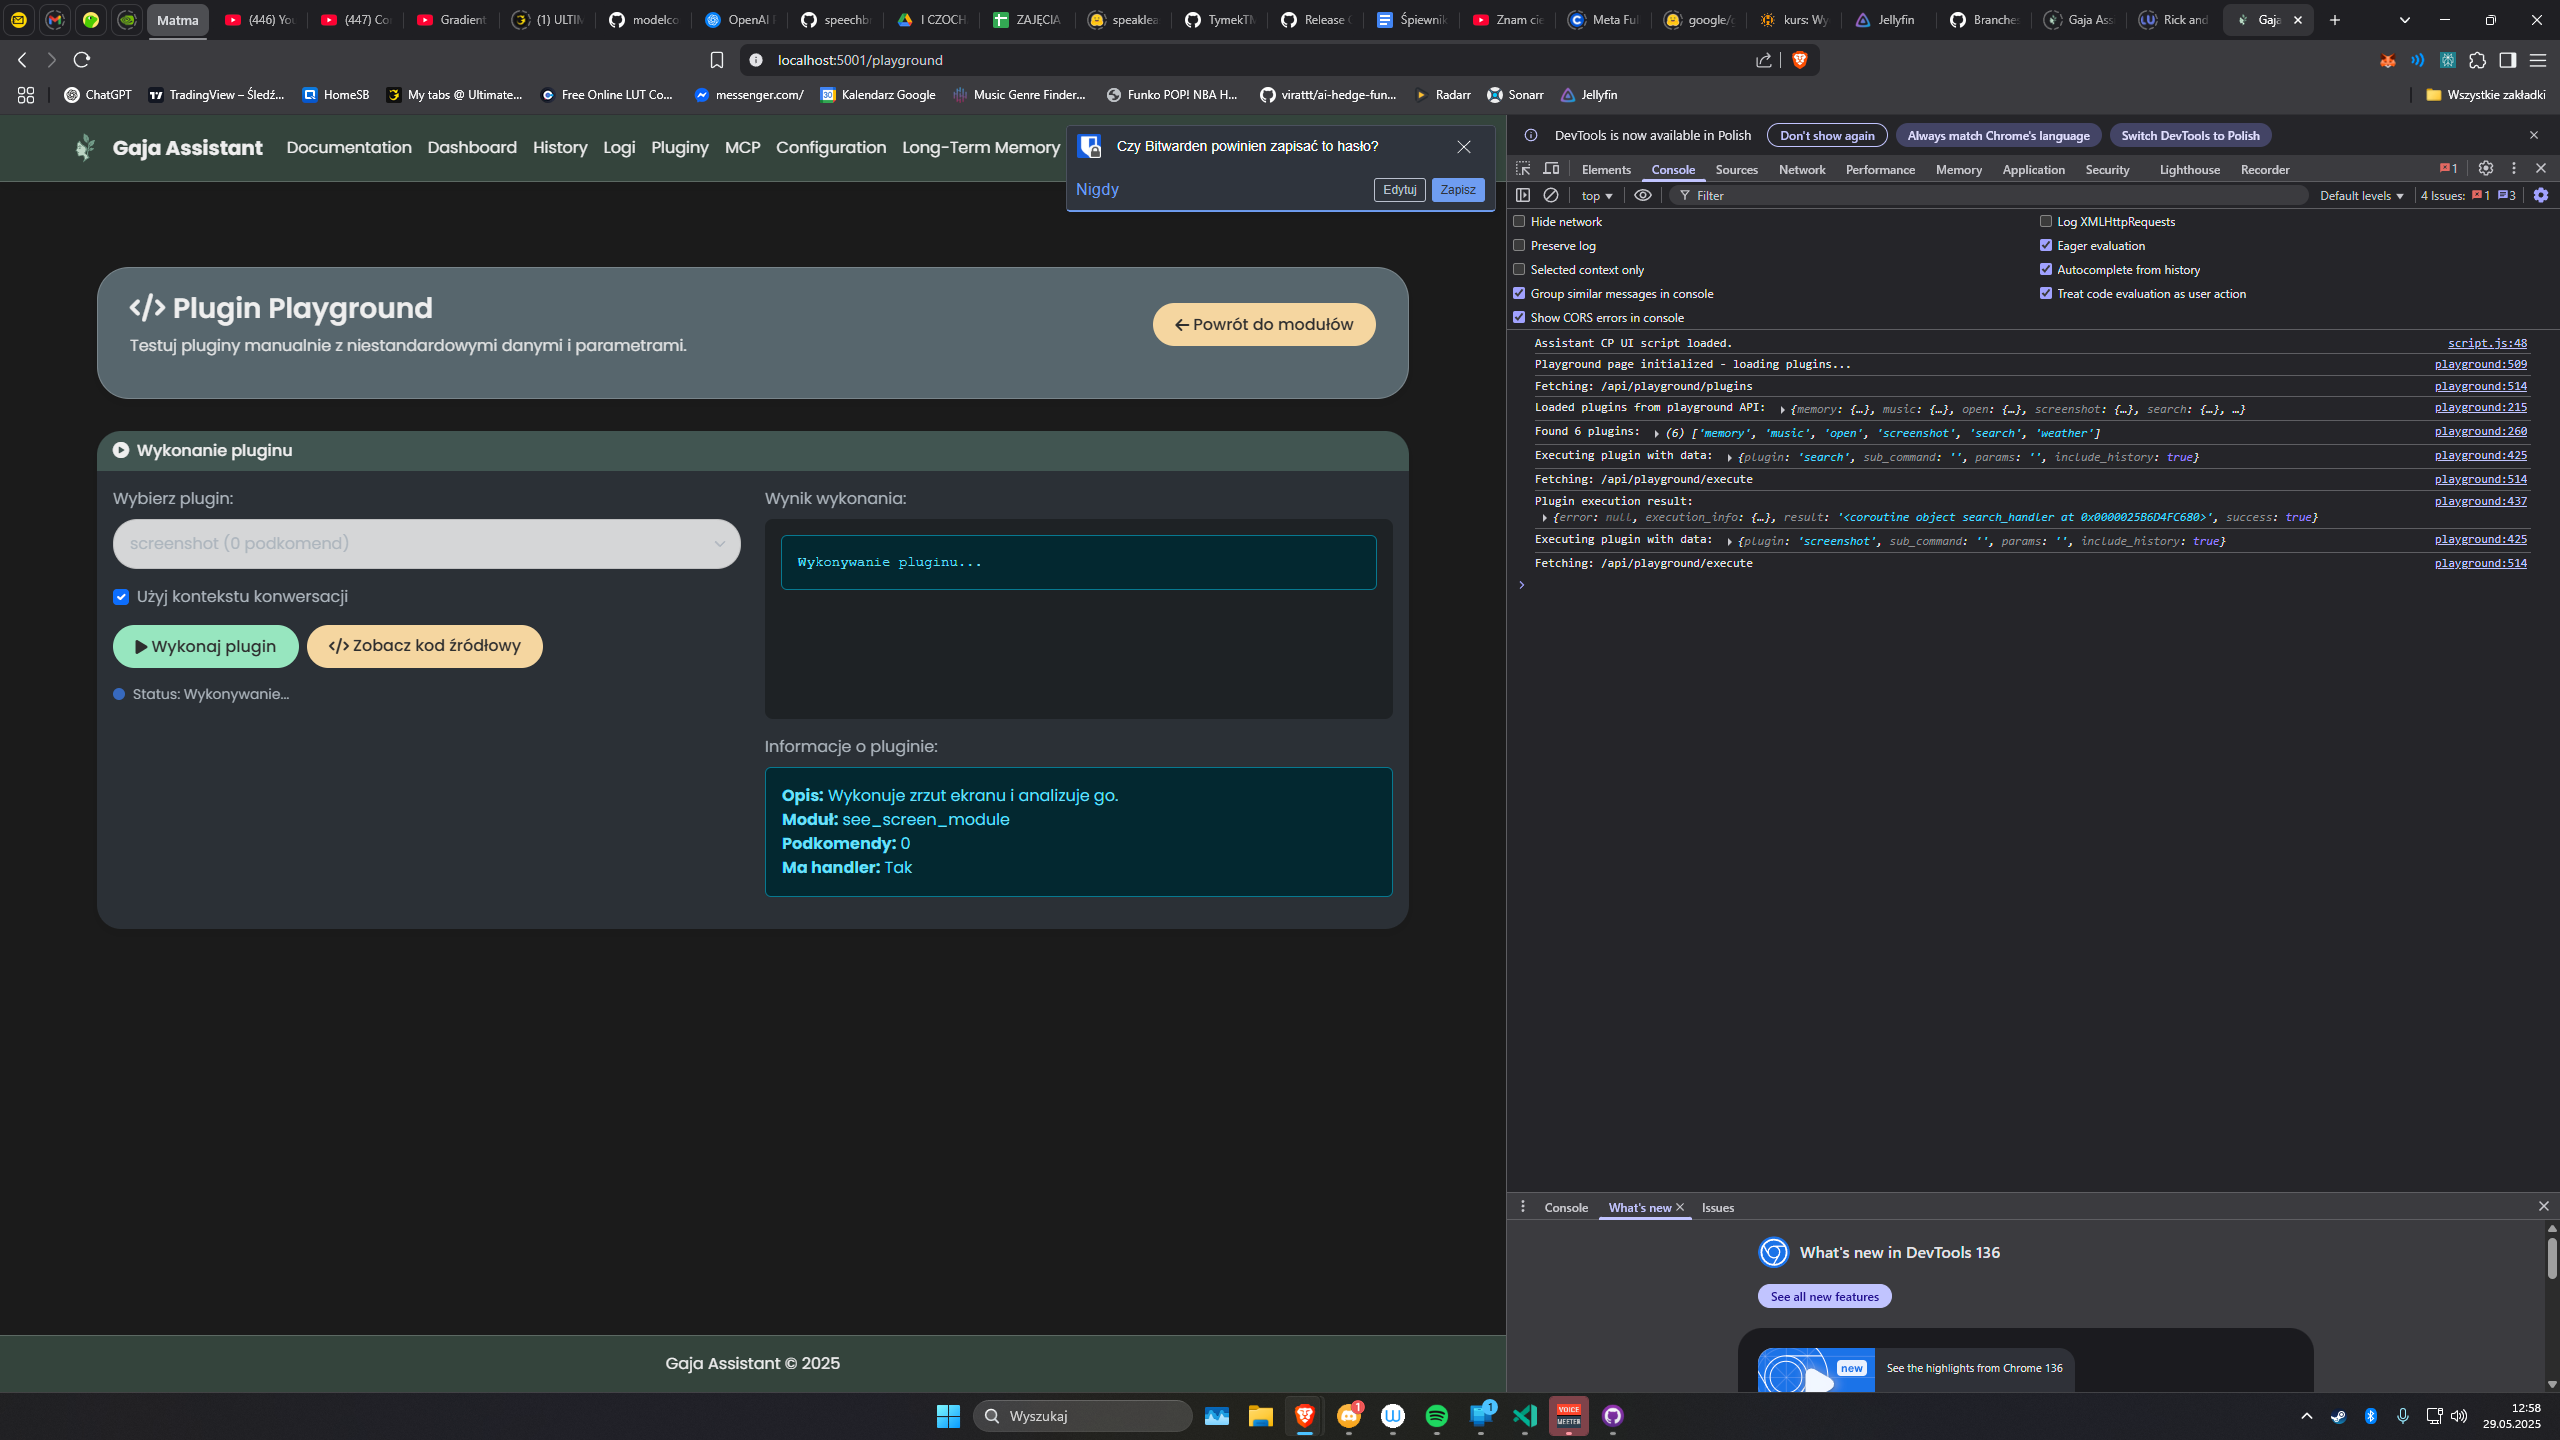 Matma
(446) You
(447) Co
Gradient
(1) ULTIM
modelco
OpenAI
speechb
I CZOCH
ZAJĘCIA
speaklea
TymekTM
Release
Śpiewnik
Znam cie
Meta Ful
google/g
kurs: Wy
Jellyfin
Branches
Gaja Ass
Rick and
Gaja
localhost:5001/playground
ChatGPT
TradingView – Śledź...
HomeSB
My tabs @ Ultimate...
Free Online LUT Co...
messenger.com/
Kalendarz Google
Music Genre Finder...
Funko POP! NBA H...
virattt/ai-hedge-fun...
Radarr
Sonarr
Jellyfin
Wszystkie zakładki
Gaja Assistant
Documentation
Dashboard
History
Logi
Pluginy
MCP
Configuration
Long-Term Memory
Czy Bitwarden powinien zapisać to hasło?
Nigdy
Edytuj
Zapisz
</> Plugin Playground
Testuj pluginy manualnie z niestandardowymi danymi i parametrami.
Powrót do modułów
Wykonanie pluginu
Wybierz plugin:
screenshot (0 podkomend)
Użyj kontekstu konwersacji
Wykonaj plugin
</> Zobacz kod źródłowy
Status: Wykonywanie...
Wynik wykonania:
Wykonywanie pluginu...
Informacje o pluginie:
Opis: Wykonuje zrzut ekranu i analizuje go.
Moduł: see_screen_module
Podkomendy: 0
Ma handler: Tak
Gaja Assistant © 2025
DevTools is now available in Polish
Don't show again
Always match Chrome's language
Switch DevTools to Polish
Elements
Console
Sources
Network
Performance
Memory
Application
Security
Lighthouse
Recorder
1
top
Filter
Default levels
4 Issues: 1 3
Hide network
Log XMLHttpRequests
Preserve log
Eager evaluation
Selected context only
Autocomplete from history
Group similar messages in console
Treat code evaluation as user action
Show CORS errors in console
Assistant CP UI script loaded. script.js:48
Playground page initialized - loading plugins... playground:509
Fetching: /api/playground/plugins playground:514
Loaded plugins from playground API: {memory: {…}, music: {…}, open: {…}, screenshot: {…}, search: {…}, …} playground:215
Found 6 plugins: (6) ['memory', 'music', 'open', 'screenshot', 'search', 'weather'] playground:260
Executing plugin with data: {plugin: 'search', sub_command: '', params: '', include_history: true} playground:425
Fetching: /api/playground/execute playground:514
Plugin execution result: playground:437
{error: null, execution_info: {…}, result: '<coroutine object search_handler at 0x0000025B6D4FC680>', success: true}
Executing plugin with data: {plugin: 'screenshot', sub_command: '', params: '', include_history: true} playground:425
Fetching: /api/playground/execute playground:514
Console
What's new
Issues
What's new in DevTools 136
See all new features
new
See the highlights from Chrome 136
Wyszukaj
1
1
VOICE
MEETER
12:58
29.05.2025